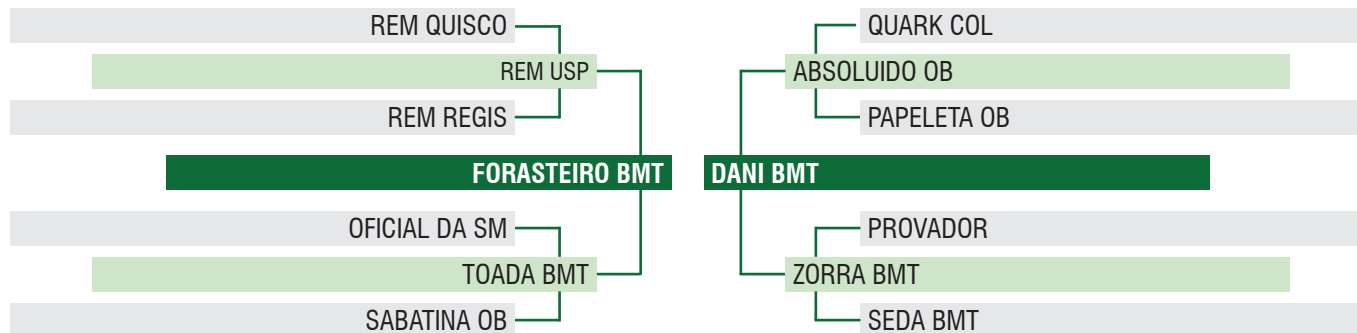 REM QUISCO
QUARK COL
REM USP
ABSOLUIDO OB
REM REGIS
PAPELETA OB
FORASTEIRO BMT
DANI BMT
OFICIAL DA SM
PROVADOR
TOADA BMT
ZORRA BMT
SABATINA OB
SEDA BMT